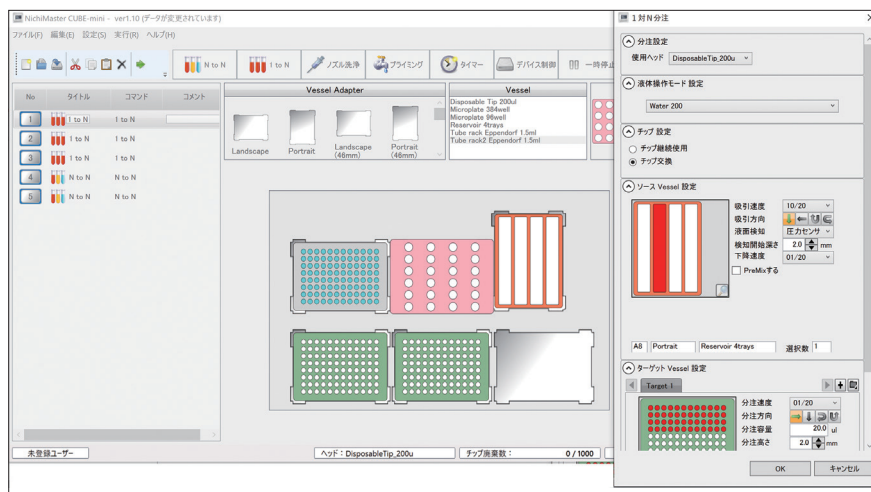 NichiMaster CUBE-mini - ver1.10 (データが変更されています)
ファイル(F) 編集(E) 設定(S) 実行(R) ヘルプ(H)
N to N
1 to N
ノズル洗浄
プライミング
タイマー
デバイス制御
一時停止
No タイトル コマンド コメント
1 1 to N 1 to N
2 1 to N 1 to N
3 1 to N 1 to N
4 N to N N to N
5 N to N N to N
Vessel Adapter
Landscape
Portrait
Landscape (46mm)
Portrait (46mm)
Vessel
Disposable Tip 200ul
Microplate 384well
Microplate 96well
Reservoir 4trays
Tube rack Eppendorf 1.5ml
Tube rack2 Eppendorf 1.5ml
未登録ユーザー
ヘッド : DisposableTip_200u
チップ廃棄数 : 0 / 1000
1対N分注
分注設定
使用ヘッド DisposableTip_200u
液体操作モード 設定
Water 200
チップ 設定
チップ継続使用
チップ交換
ソース Vessel 設定
吸引速度 10/20
吸引方向
液面検知 圧力センサ
検知開始深さ 2.0 mm
下降速度 01/20
PreMixする
A8 Portrait Reservoir 4trays 選択数 1
ターゲット Vessel 設定
Target 1
分注速度 01/20
分注方向
分注容量 20.0 ul
分注高さ 2.0 mm
OK キャンセル